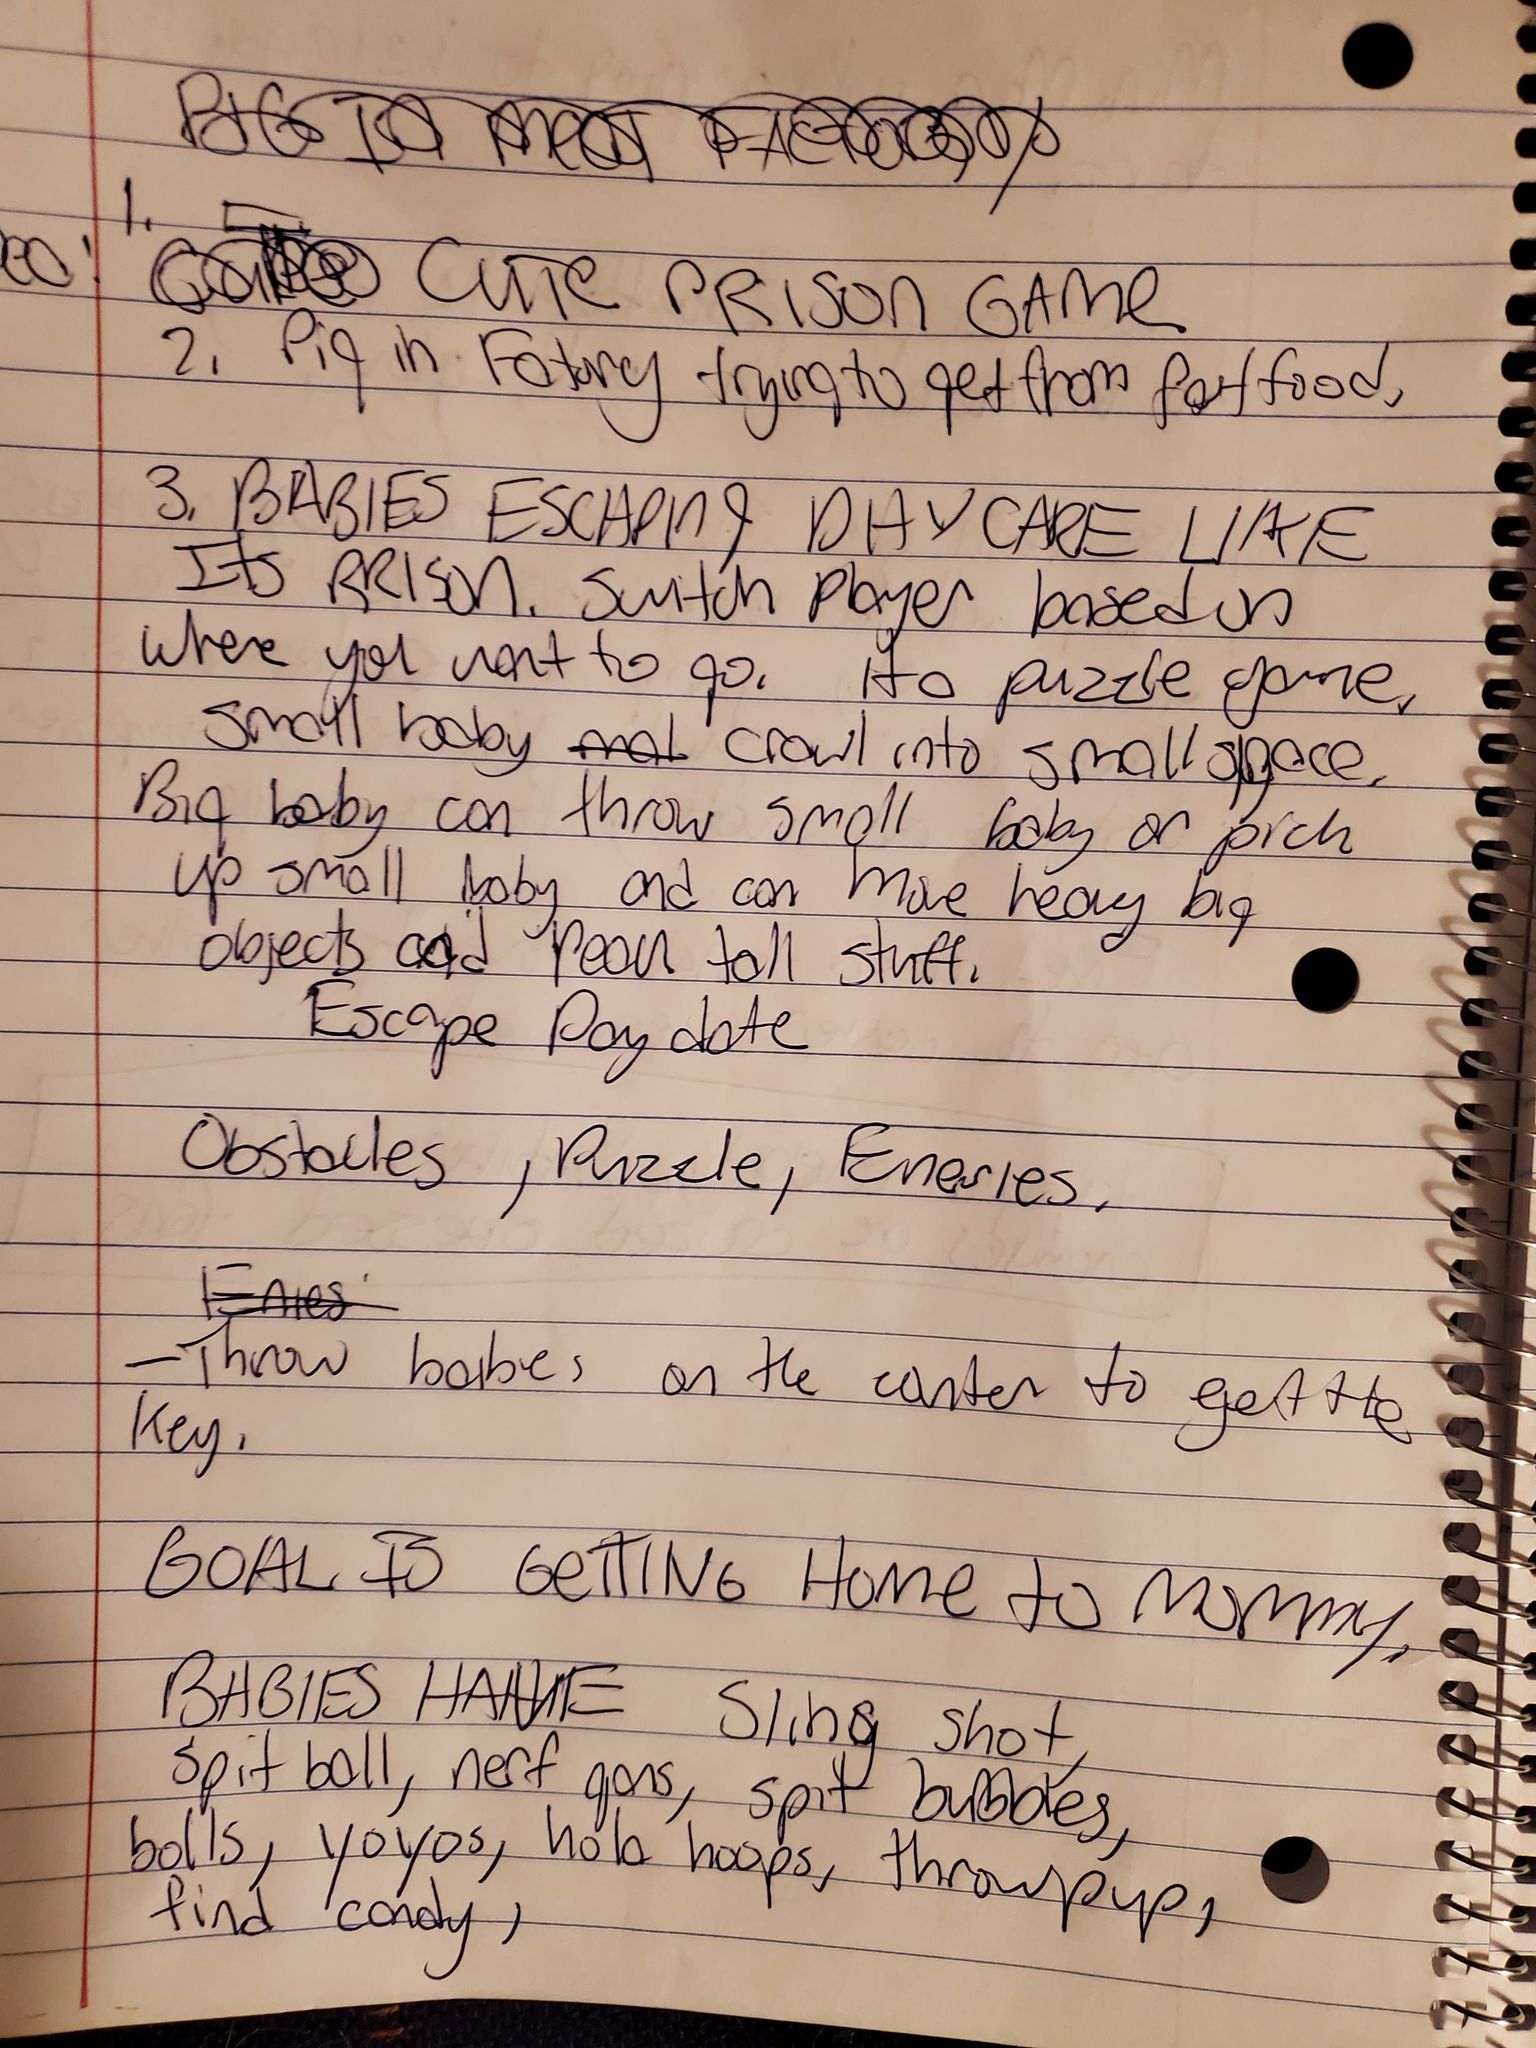 PIG IN MEAT FACTORY
1.
CUTE PRISON GAME
2. Pig in Fatory trying to get from fast food.
3. BABIES ESCAPING DAYCARE LIKE
Its PRISON. Switch Player based on
where you want to go. Its puzzle game.
small baby crawl into small space.
Big baby can throw small baby or pick
up small baby and can move heavy big
objects and reach tall stuff.
Escape Day date
Obstacles, Puzzle, Enemies.
Enies
- Throw babies on the conter to get the
key.
GOAL IS GETTING HOME to Mommy.
BABIES HAVE Sling shot,
spit ball, nerf guns, spit bubbles,
balls, yoyos, hola hoops, throwpup,
find candy,